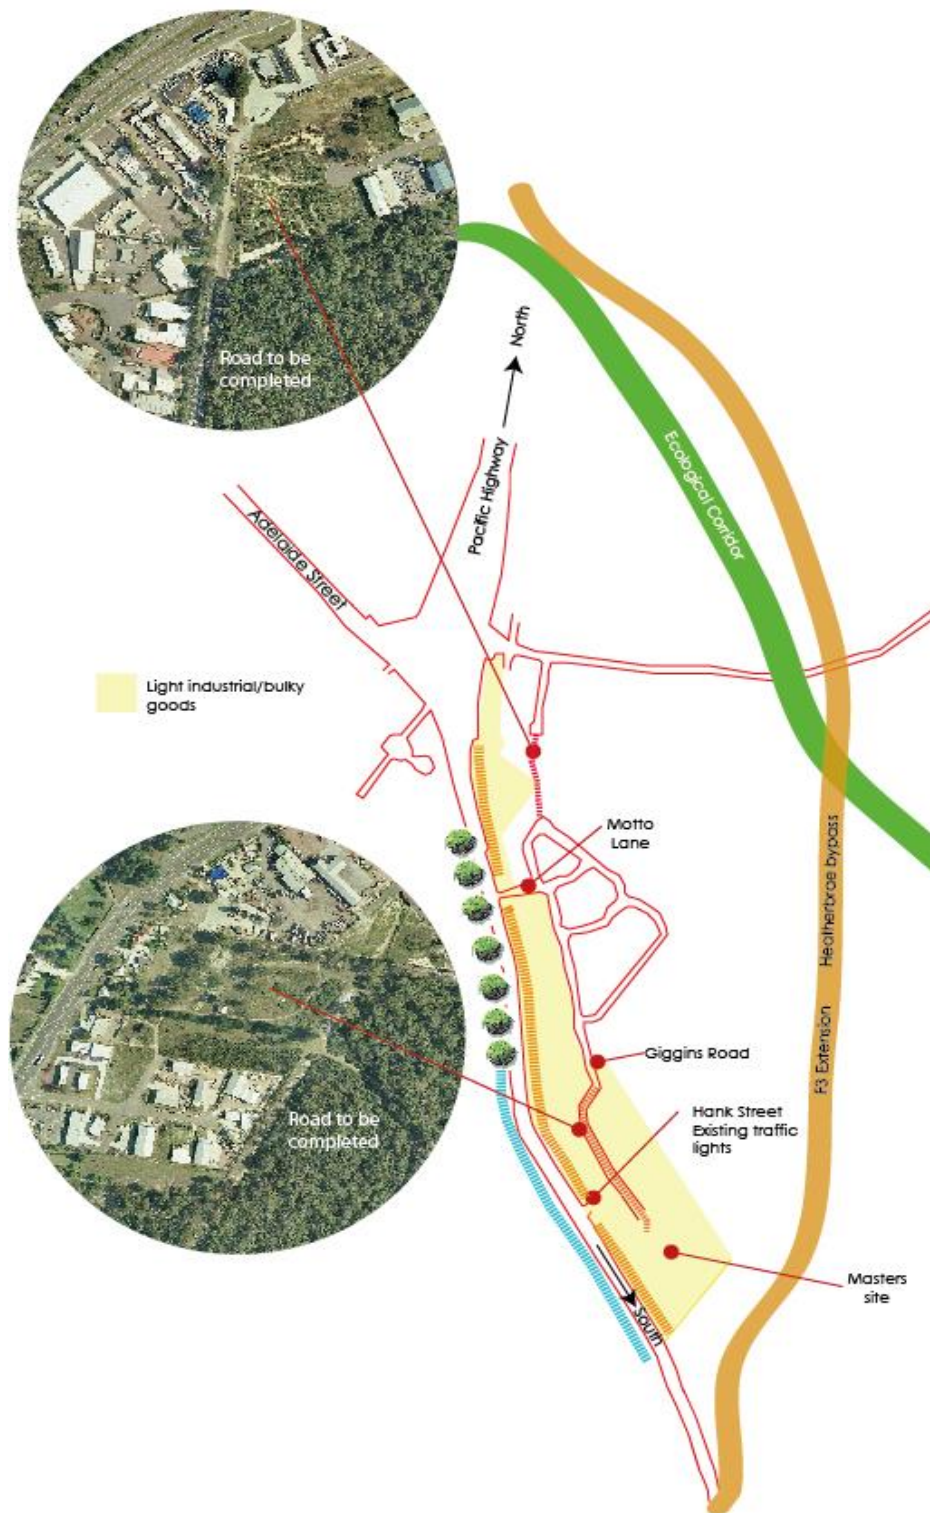 Road to be
completed
North
Pacific Highway
Ecological Corridor
Adelaide Street
Light industrial/bulky
goods
Motto
Lane
Heatherbrae bypass
F3 Extension
Giggins Road
Hank Street
Existing traffic
lights
Road to be
completed
Masters
site
South